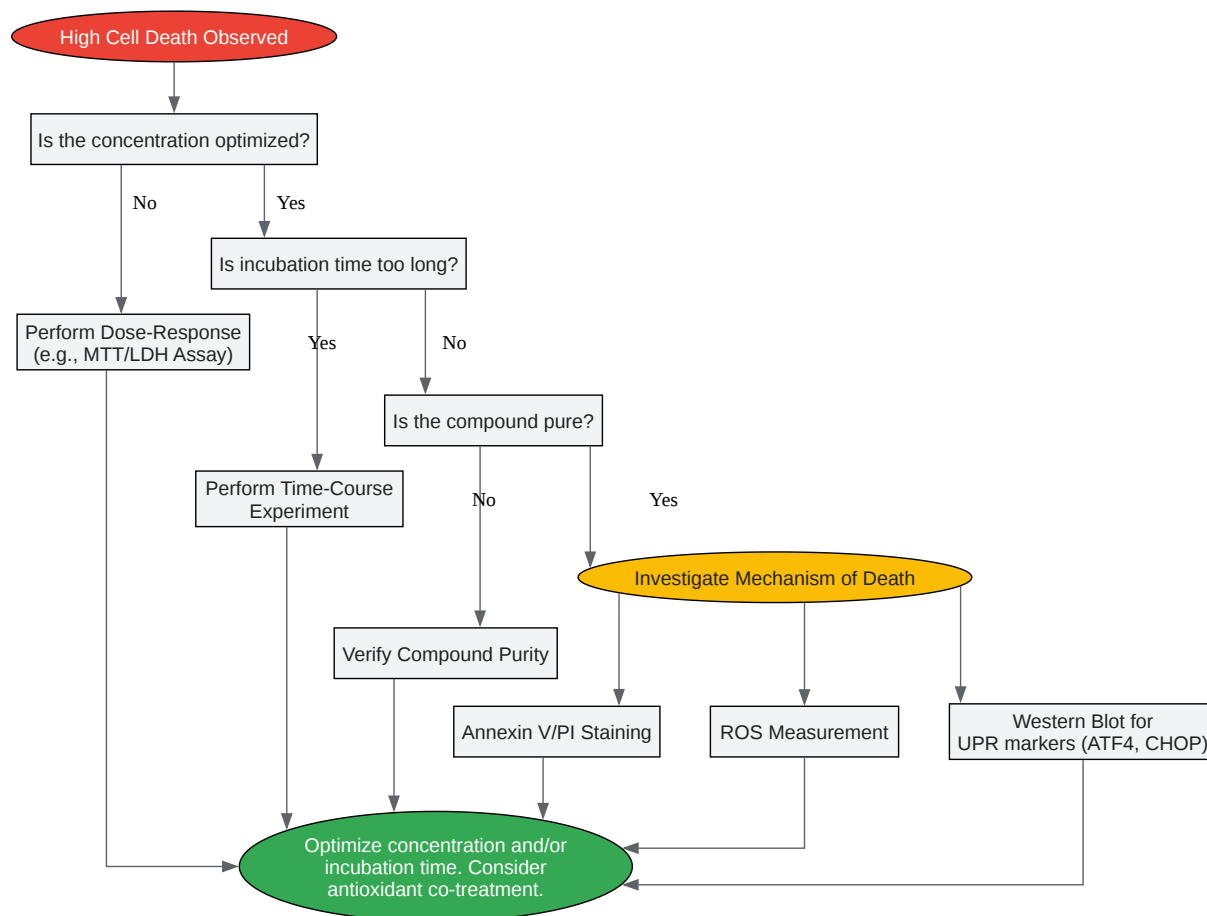 High Cell Death Observed
Is the concentration optimized?
No
Yes
Is incubation time too long?
Perform Dose-Response
(e.g., MTT/LDH Assay)
Yes
No
Is the compound pure?
Perform Time-Course
Experiment
No
Yes
Investigate Mechanism of Death
Verify Compound Purity
Annexin V/PI Staining
ROS Measurement
Western Blot for
UPR markers (ATF4, CHOP)
Optimize concentration and/or
incubation time. Consider
antioxidant co-treatment.